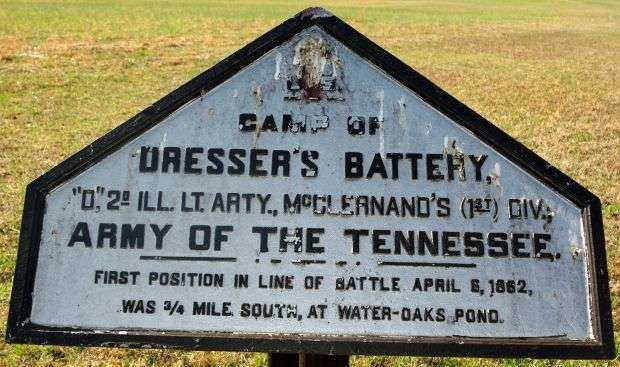 CAMP OF
DRESSER'S BATTERY,
"D," 2D ILL. LT. ARTY., McCLERNAND'S (1ST) DIV.,
ARMY OF THE TENNESSEE.
FIRST POSITION IN LINE OF BATTLE APRIL 6, 1862,
WAS 3/4 MILE SOUTH, AT WATER-OAKS POND.